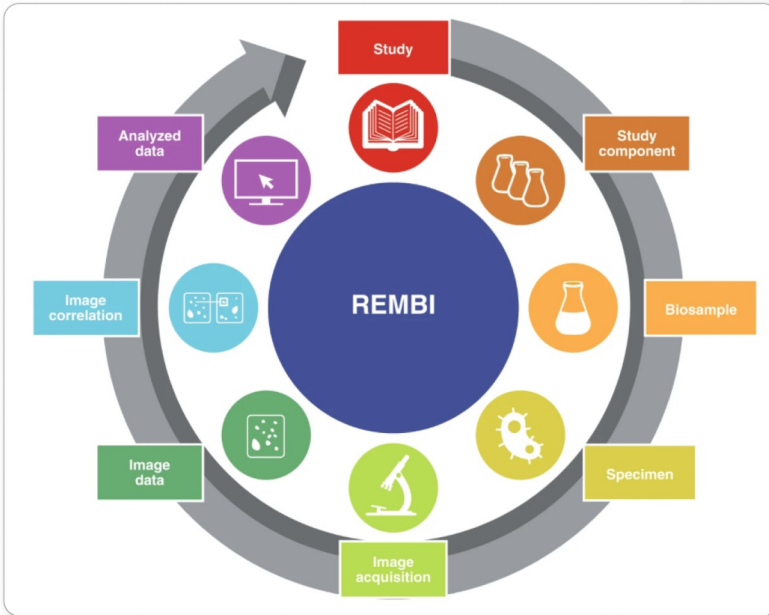 Study
Study
component
Biosample
Specimen
Image
acquisition
Image
data
Image
correlation
Analyzed
data
REMBI